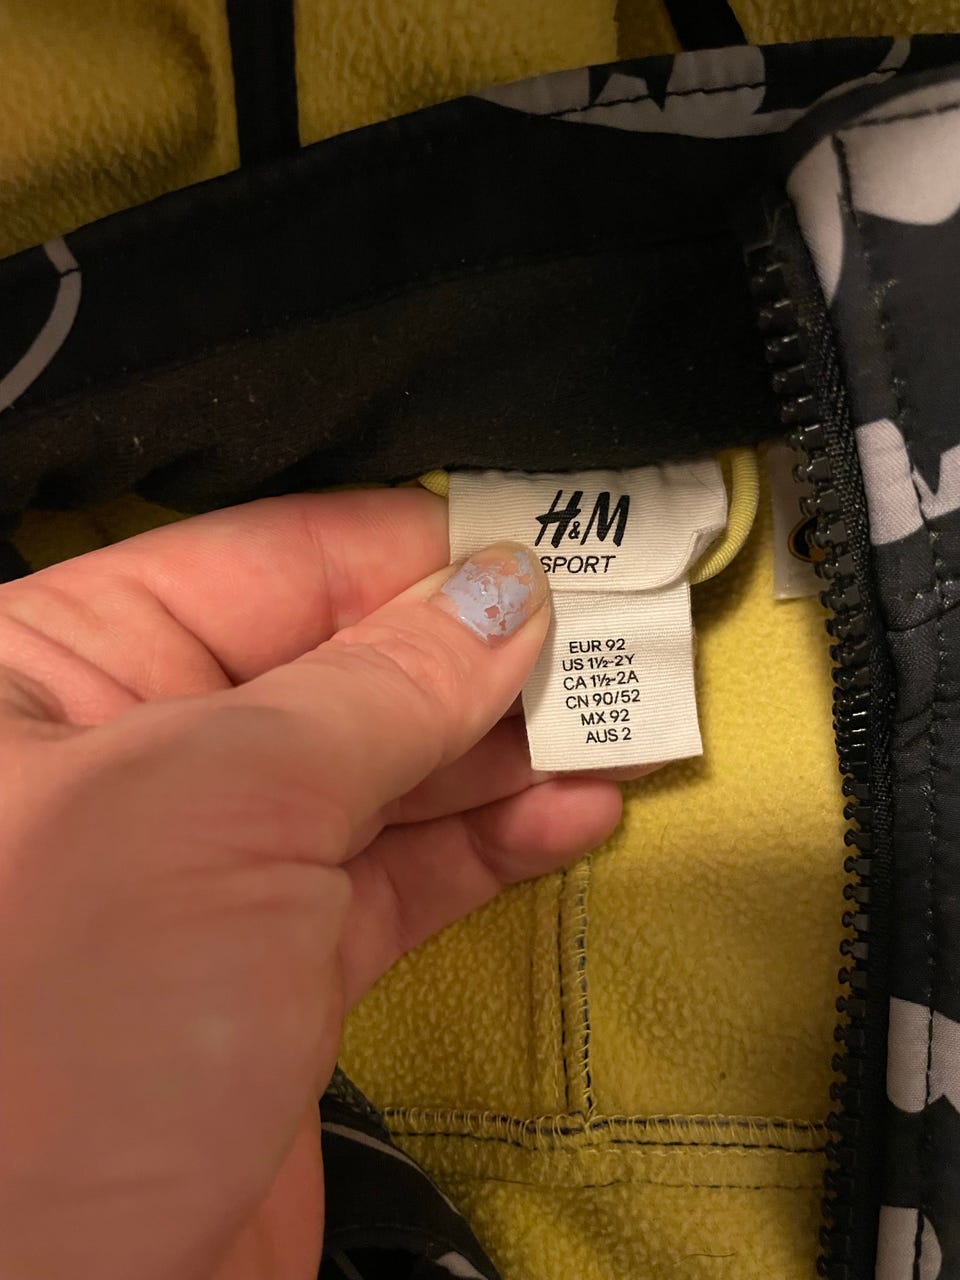 H&M
SPORT
EUR 92
US 1½-2Y
CA 1½-2A
CN 90/52
MX 92
AUS 2